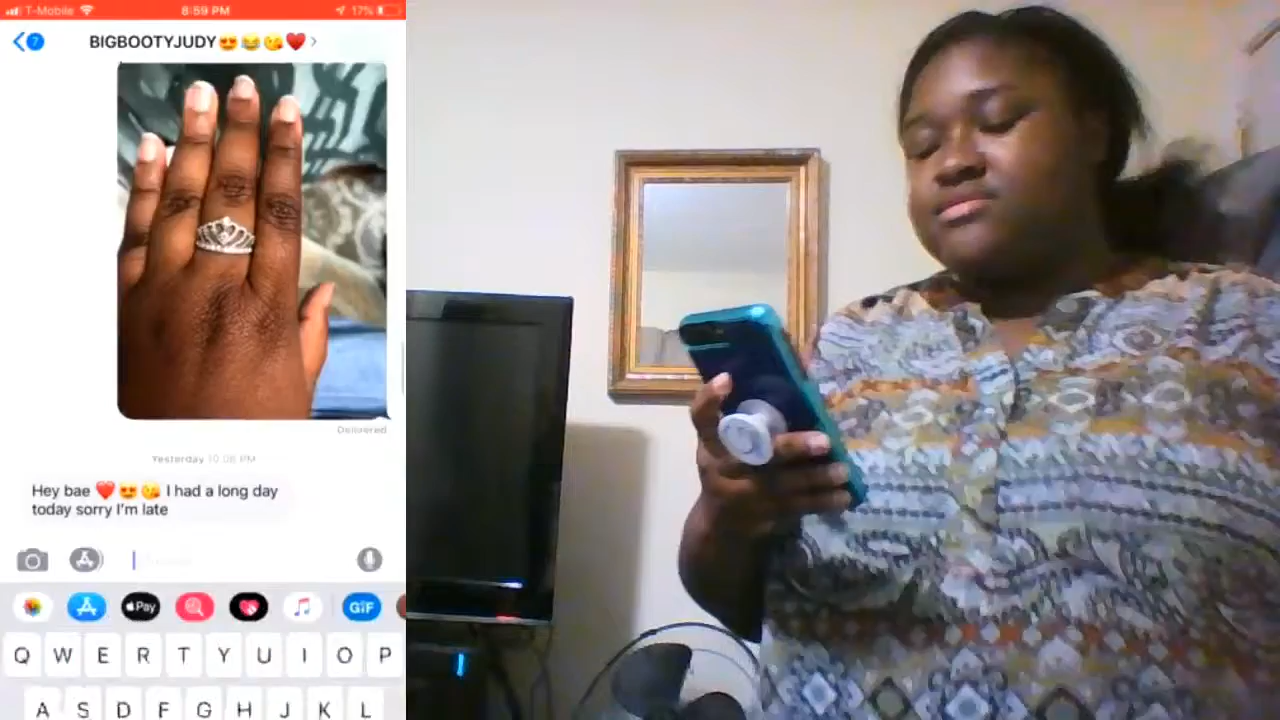 T-Mobile 8:59 PM 17%
7 BIGBOOTYJUDY😍😂😘❤️
Delivered
Yesterday 10:08 PM
Hey bae ❤️😍😘 I had a long day
today sorry I'm late
Pay GIF
Q W E R T Y U I O P
A S D F G H J K L